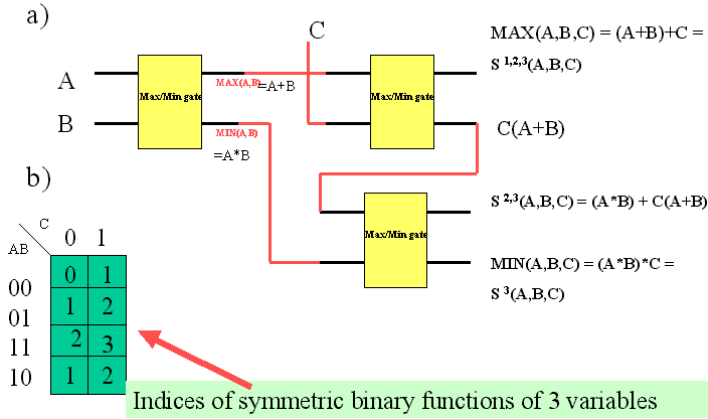 a)
C
MAX(A,B,C) = (A+B)+C =
S 1,2,3(A,B,C)
A
Max/Min gate
MAX(A,B)
=A+B
Max/Min gate
B
MIN(A,B)
=A*B
C(A+B)
b)
C
AB
0 1
00
0 1
01
1 2
11
2 3
10
1 2
Max/Min gate
S 2,3(A,B,C) = (A*B) + C(A+B)
MIN(A,B,C) = (A*B)*C =
S 3(A,B,C)
Indices of symmetric binary functions of 3 variables